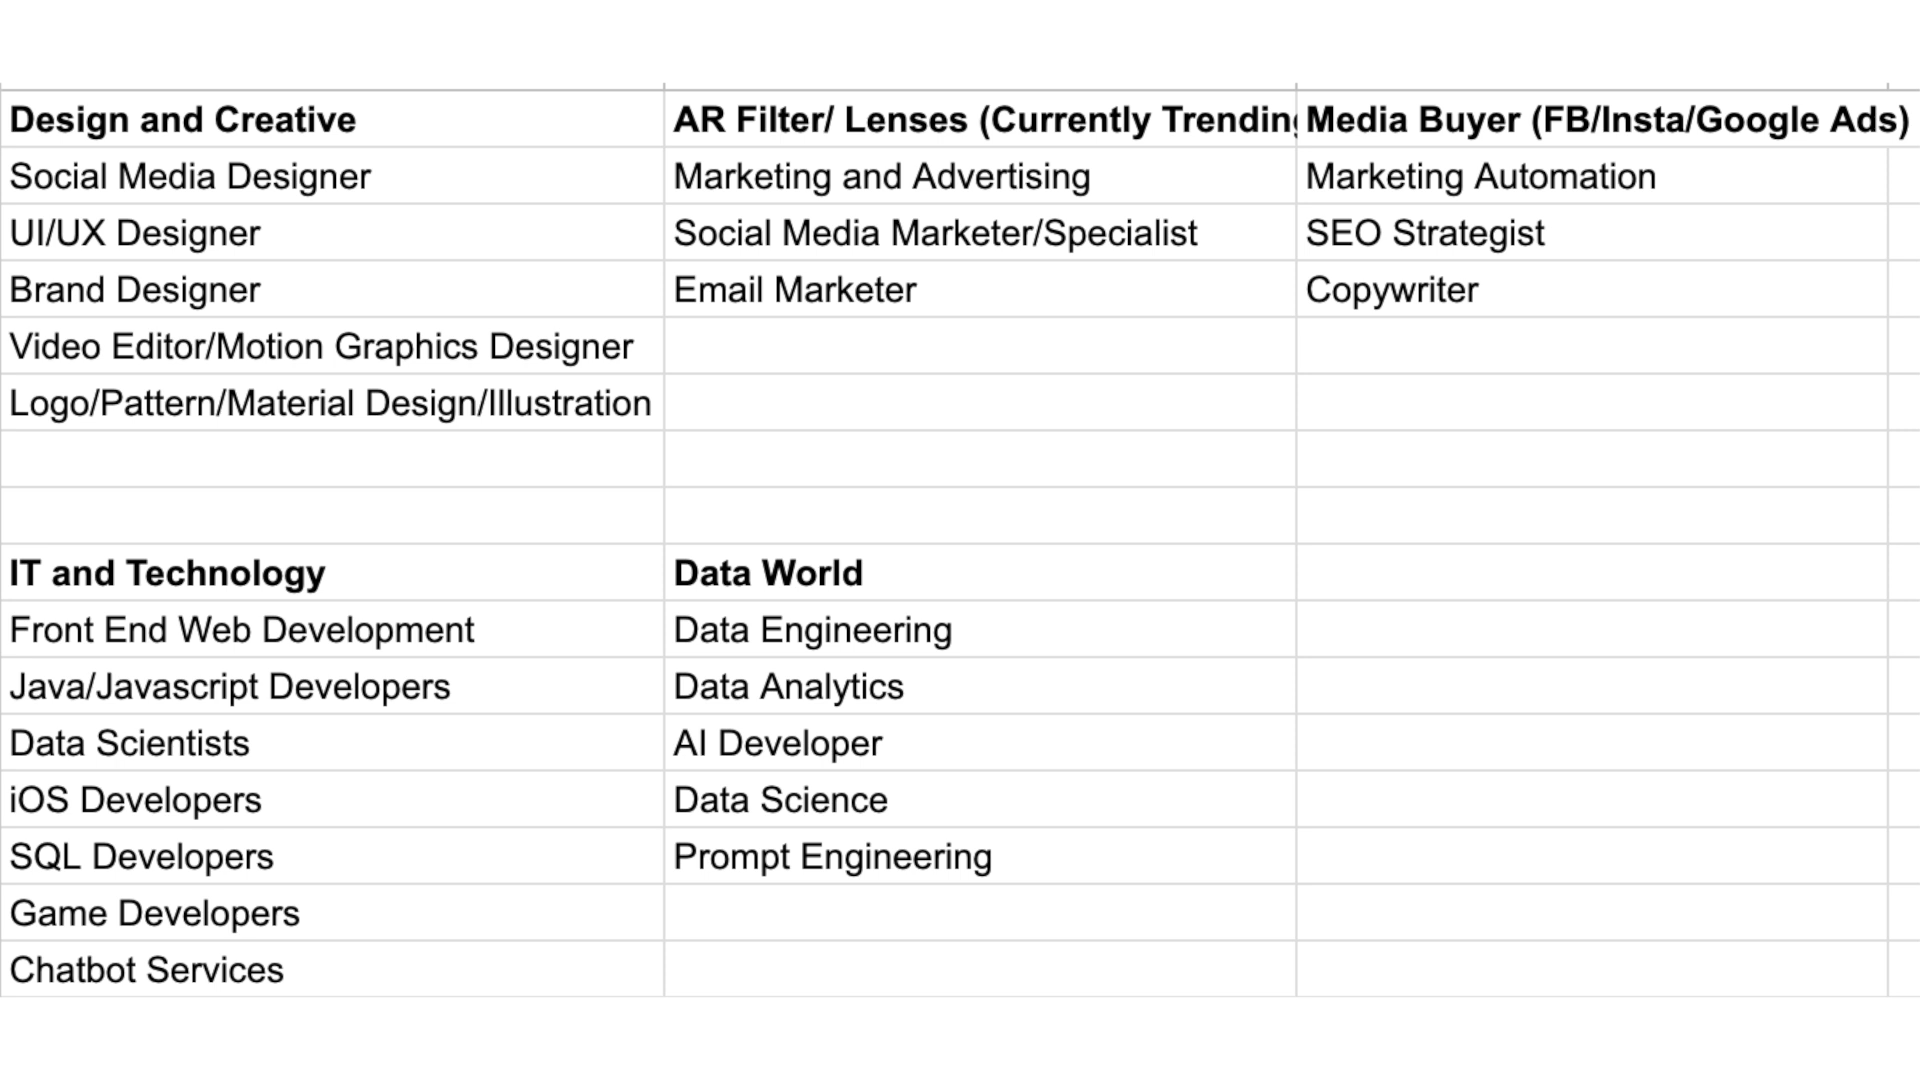 Design and Creative	AR Filter/ Lenses (Currently Trending	Media Buyer (FB/Insta/Google Ads)
Social Media Designer	Marketing and Advertising	Marketing Automation
UI/UX Designer	Social Media Marketer/Specialist	SEO Strategist
Brand Designer	Email Marketer	Copywriter
Video Editor/Motion Graphics Designer
Logo/Pattern/Material Design/Illustration
IT and Technology	Data World
Front End Web Development	Data Engineering
Java/Javascript Developers	Data Analytics
Data Scientists	AI Developer
iOS Developers	Data Science
SQL Developers	Prompt Engineering
Game Developers
Chatbot Services